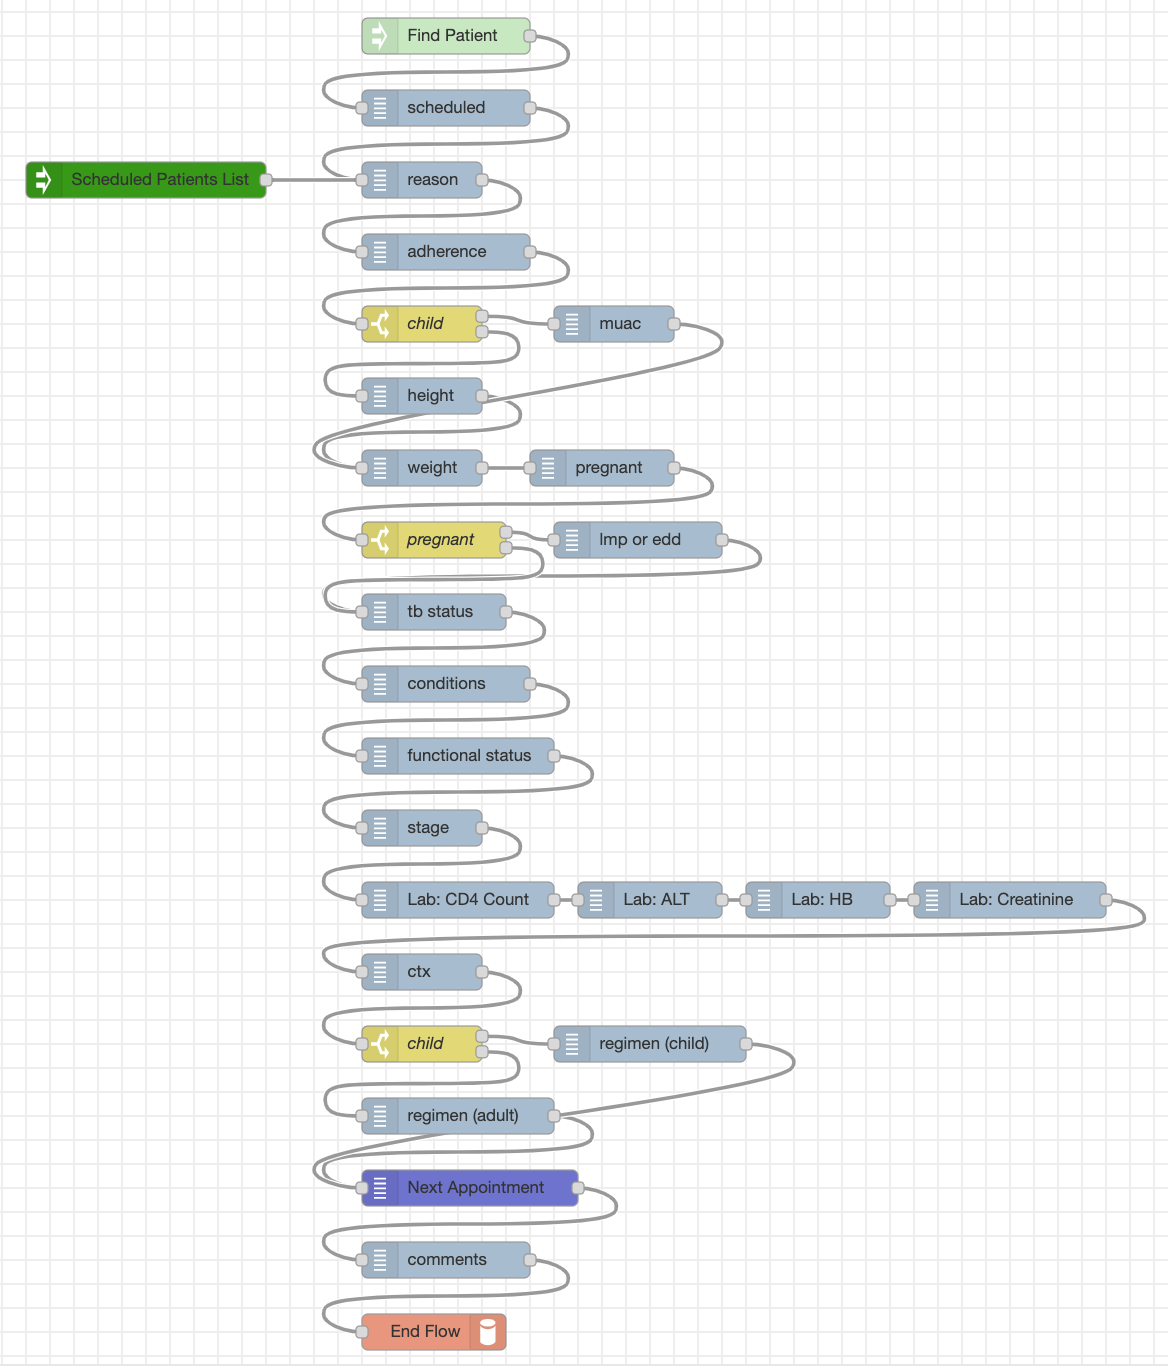 Find Patient
scheduled
Scheduled Patients List
reason
adherence
child
muac
height
weight
pregnant
pregnant
lmp or edd
tb status
conditions
functional status
stage
Lab: CD4 Count
Lab: ALT
Lab: HB
Lab: Creatinine
ctx
child
regimen (child)
regimen (adult)
Next Appointment
comments
End Flow